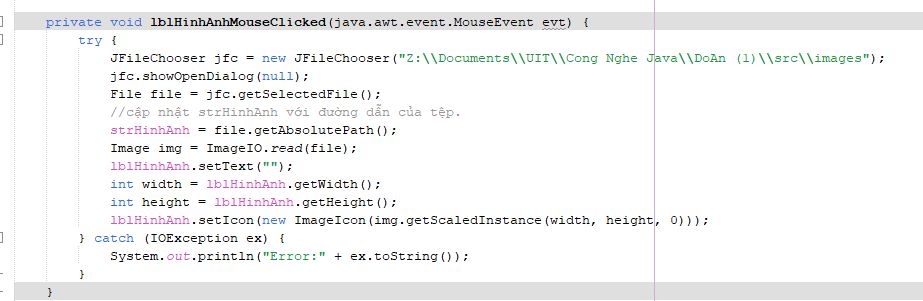 private void lblHinhAnhMouseClicked(java.awt.event.MouseEvent evt) {
try {
JFileChooser jfc = new JFileChooser("Z:\\Documents\\UIT\\Cong Nghe Java\\DoAn (1)\\src\\images");
jfc.showOpenDialog(null);
File file = jfc.getSelectedFile();
//cập nhật strHinhAnh với đường dẫn của tệp.
strHinhAnh = file.getAbsolutePath();
Image img = ImageIO.read(file);
lblHinhAnh.setText("");
int width = lblHinhAnh.getWidth();
int height = lblHinhAnh.getHeight();
lblHinhAnh.setIcon(new ImageIcon(img.getScaledInstance(width, height, 0)));
} catch (IOException ex) {
System.out.println("Error:" + ex.toString());
}
}